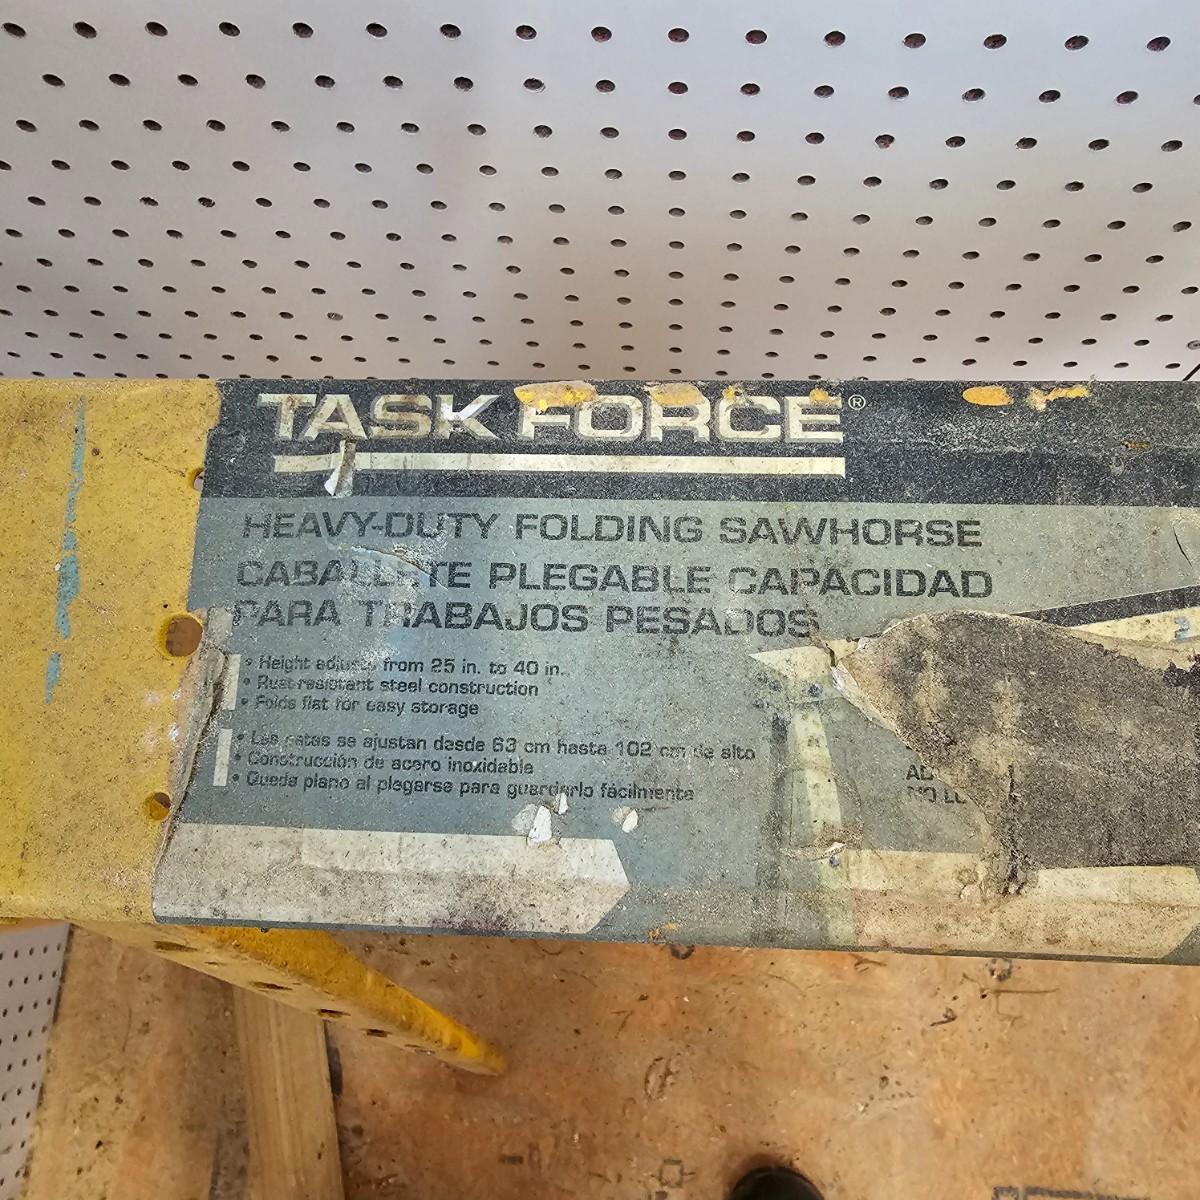 TASK FORCE®
HEAVY-DUTY FOLDING SAWHORSE
CABALLETE PLEGABLE CAPACIDAD
PARA TRABAJOS PESADOS
• Height adjusts from 25 in. to 40 in.
• Rust resistant steel construction
• Folds flat for easy storage
• Las patas se ajustan desde 63 cm hasta 102 cm de alto
• Construcción de acero inoxidable
• Queda plano al plegarse para guardarlo fácilmente